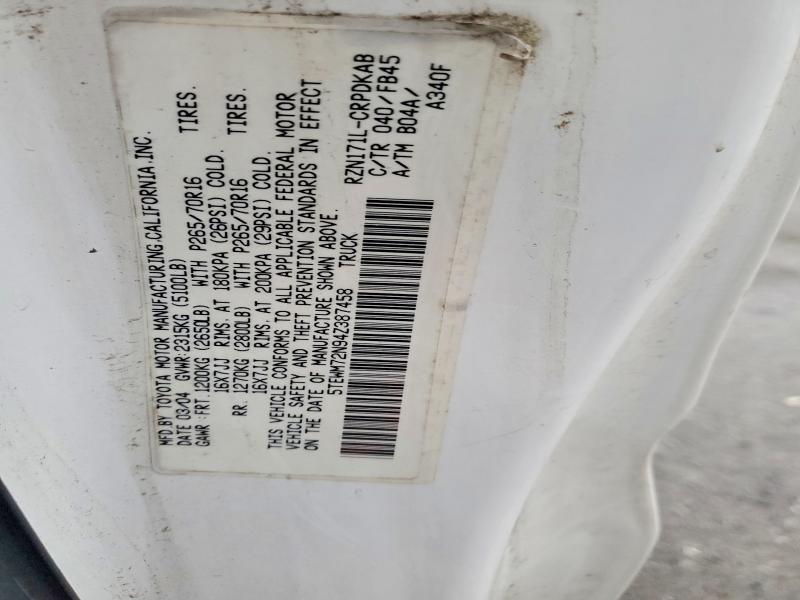 MFD.BY TOYOTA MOTOR MANUFACTURING,CALIFORNIA,INC.
DATE 03/04 GVWR:2315KG (5100LB)
GAWR:FRT.1200KG (2650LB) WITH P265/70R16 TIRES.
16X7JJ RIMS. AT 180KPA (26PSI) COLD.
RR. 1270KG (2800LB) WITH P265/70R16 TIRES.
16X7JJ RIMS. AT 200KPA (29PSI) COLD.
THIS VEHICLE CONFORMS TO ALL APPLICABLE FEDERAL MOTOR
VEHICLE SAFETY AND THEFT PREVENTION STANDARDS IN EFFECT
ON THE DATE OF MANUFACTURE SHOWN ABOVE.
5TEWM72N94Z387458 TRUCK
RZN171L-CRPDKAB
C/TR 040/FB45
A/TM B04A/
A340F